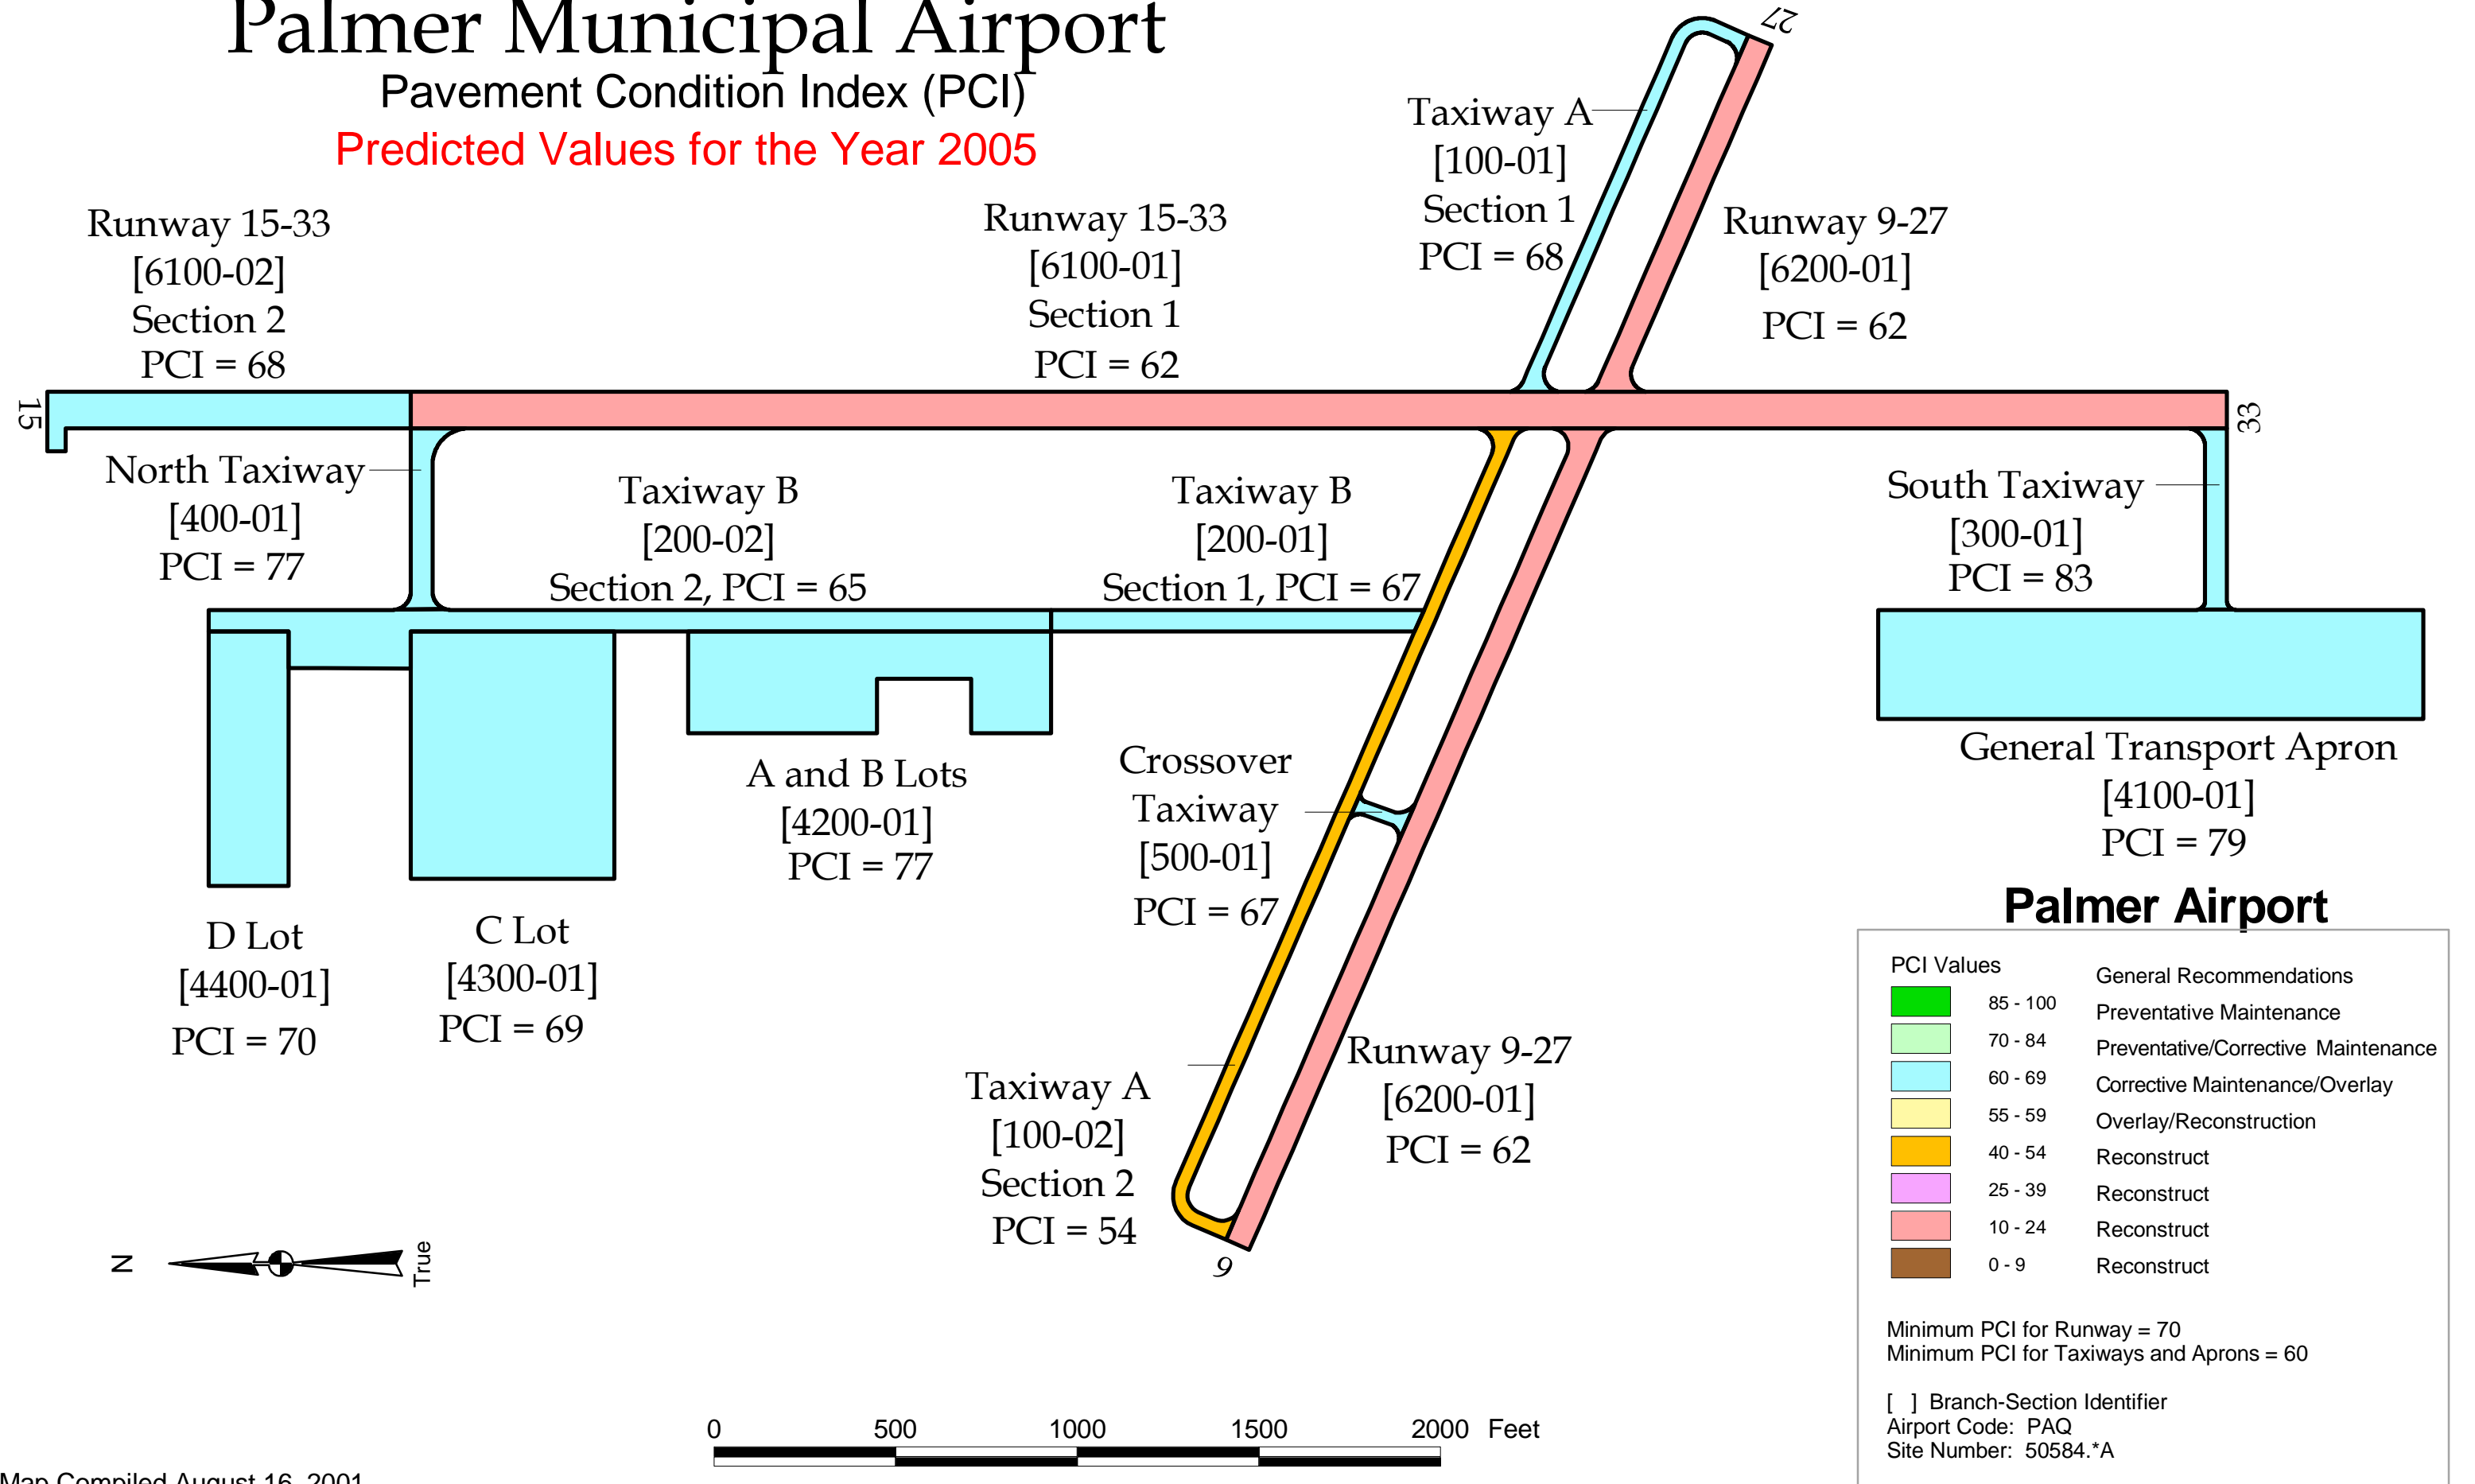 Palmer Municipal Airport
Pavement Condition Index (PCI)
Predicted Values for the Year 2005
27
Taxiway A
[100-01]
Section 1
PCI = 68
Runway 15-33
[6100-02]
Section 2
PCI = 68
Runway 15-33
[6100-01]
Section 1
PCI = 62
Runway 9-27
[6200-01]
PCI = 62
15
33
North Taxiway
[400-01]
PCI = 77
Taxiway B
[200-02]
Section 2, PCI = 65
Taxiway B
[200-01]
Section 1, PCI = 67
South Taxiway
[300-01]
PCI = 83
General Transport Apron
[4100-01]
PCI = 79
A and B Lots
[4200-01]
PCI = 77
Crossover
Taxiway
[500-01]
PCI = 67
D Lot
[4400-01]
PCI = 70
C Lot
[4300-01]
PCI = 69
Taxiway A
[100-02]
Section 2
PCI = 54
Runway 9-27
[6200-01]
PCI = 62
9
N
True
Palmer Airport
PCI Values General Recommendations
85 - 100 Preventative Maintenance
70 - 84 Preventative/Corrective Maintenance
60 - 69 Corrective Maintenance/Overlay
55 - 59 Overlay/Reconstruction
40 - 54 Reconstruct
25 - 39 Reconstruct
10 - 24 Reconstruct
0 - 9 Reconstruct
Minimum PCI for Runway = 70
Minimum PCI for Taxiways and Aprons = 60
[ ] Branch-Section Identifier
Airport Code: PAQ
Site Number: 50584.*A
0 500 1000 1500 2000 Feet
Map Compiled August 16, 2001